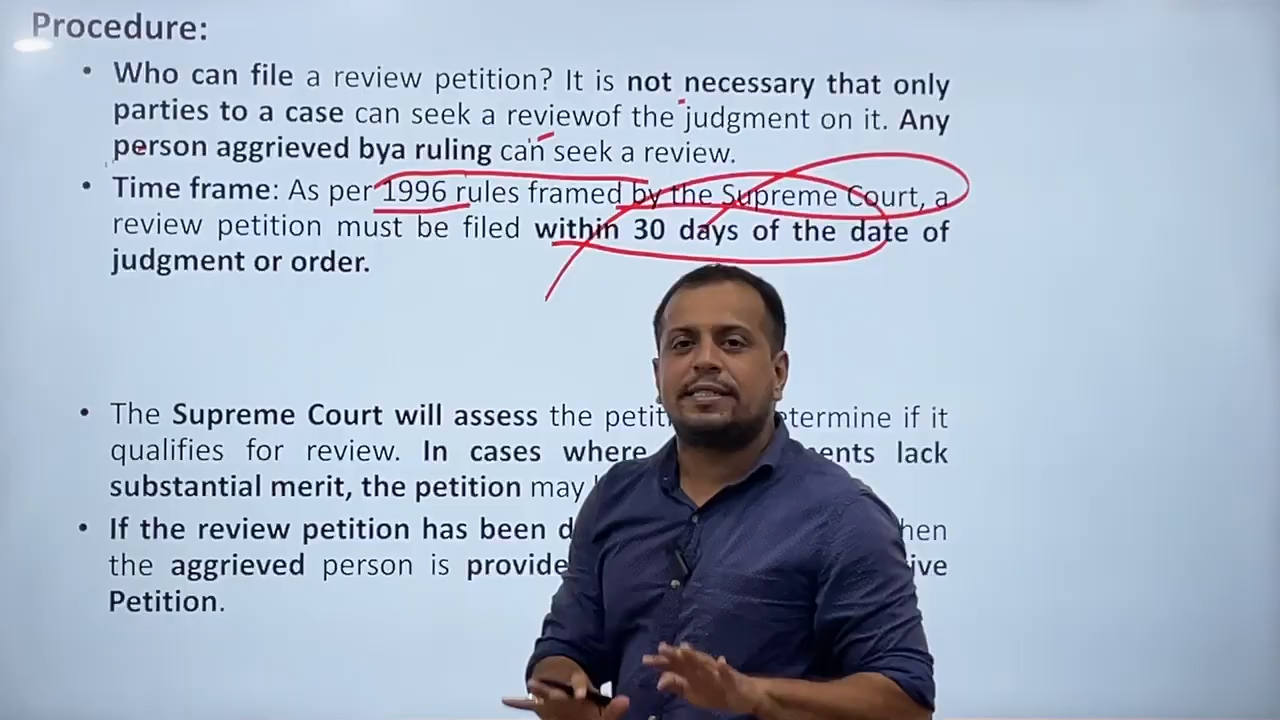 Procedure:
• Who can file a review petition? It is not necessary that only
parties to a case can seek a reviewof the judgment on it. Any
person aggrieved bya ruling can seek a review.
• Time frame: As per 1996 rules framed by the Supreme Court, a
review petition must be filed within 30 days of the date of
judgment or order.
• The Supreme Court will assess the
qualifies for review. In cases where lack
substantial merit, the petition may
• If the review petition has been
the aggrieved person is
Petition.